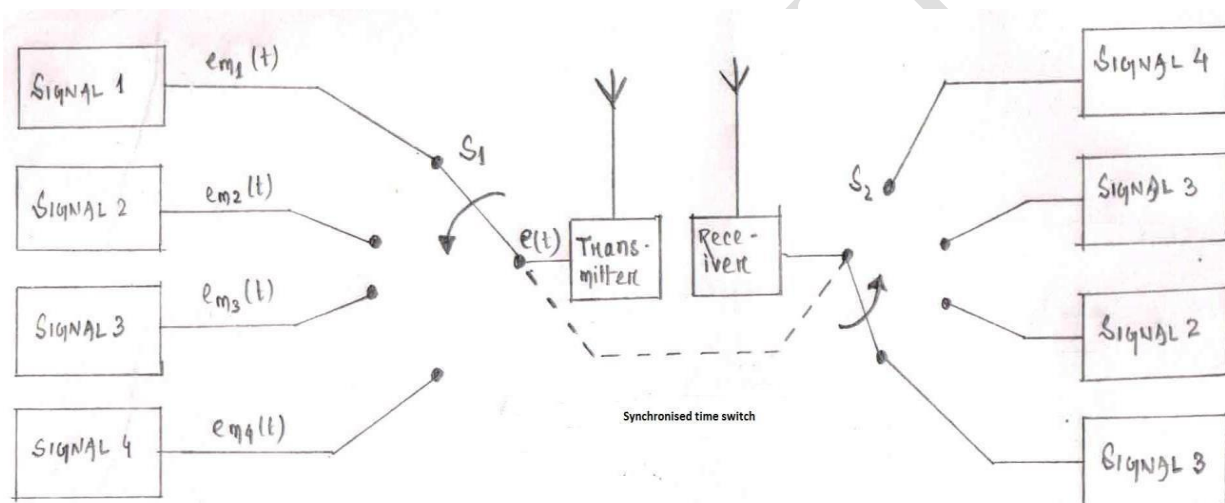 SIGNAL 1
em1(t)
SIGNAL 2
em2(t)
SIGNAL 3
em3(t)
SIGNAL 4
em4(t)
S1
e(t)
Trans-
mitter
Rece-
iver
S2
SIGNAL 4
SIGNAL 3
SIGNAL 2
SIGNAL 3
Synchronised time switch